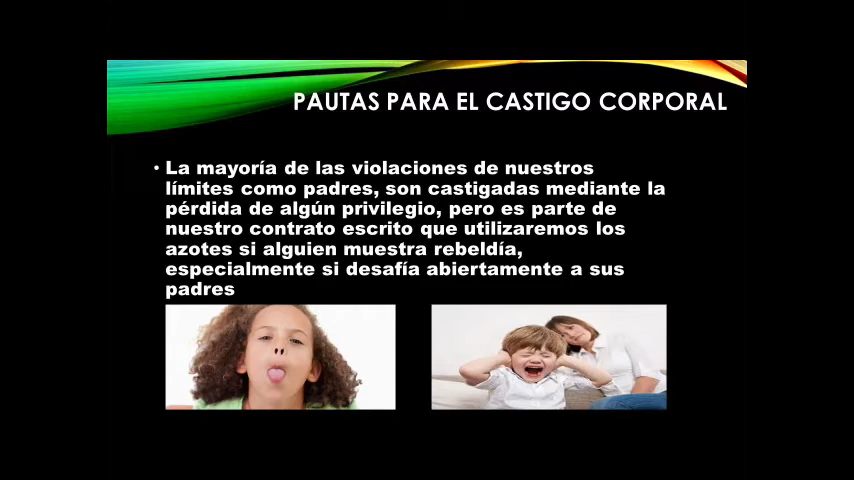 PAUTAS PARA EL CASTIGO CORPORAL
• La mayoría de las violaciones de nuestros
límites como padres, son castigadas mediante la
pérdida de algún privilegio, pero es parte de
nuestro contrato escrito que utilizaremos los
azotes si alguien muestra rebeldía,
especialmente si desafía abiertamente a sus
padres